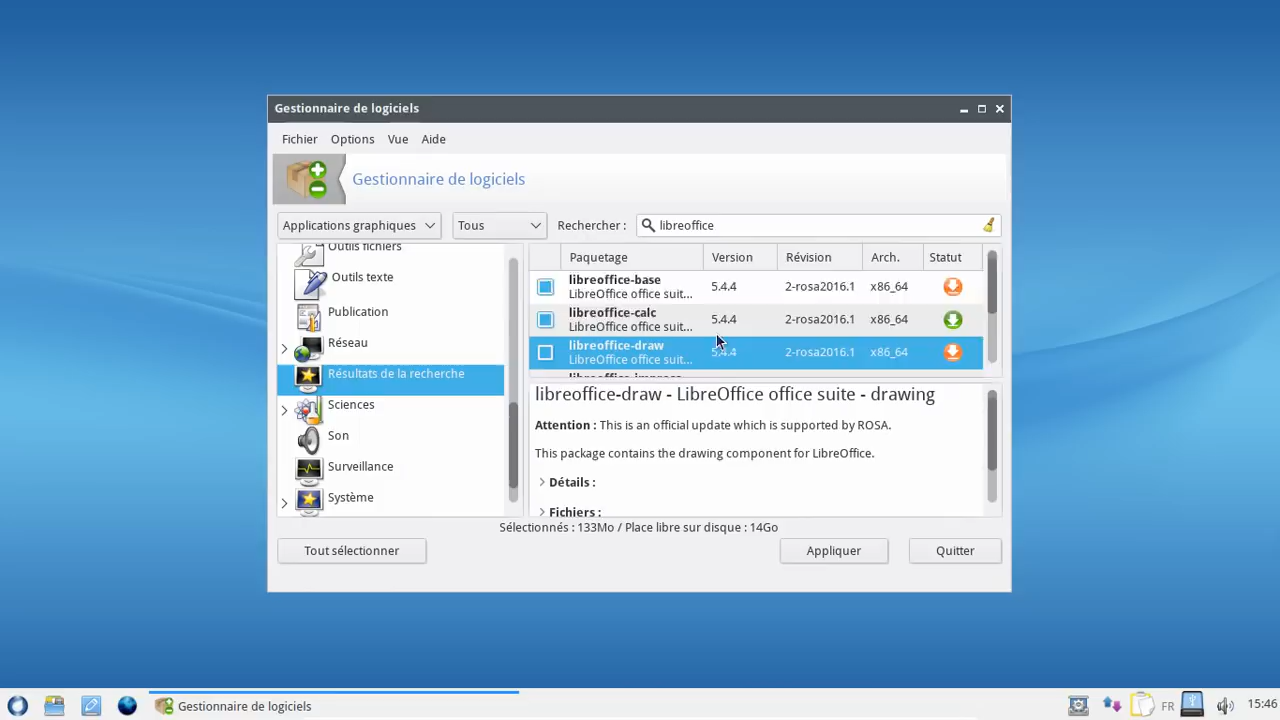 Gestionnaire de logiciels
Fichier Options Vue Aide
Gestionnaire de logiciels
Applications graphiques Tous Rechercher : libreoffice
Outils fichiers
Outils texte
Publication
Réseau
Résultats de la recherche
Sciences
Son
Surveillance
Système
Paquetage Version Révision Arch. Statut
libreoffice-base
LibreOffice office suit... 5.4.4 2-rosa2016.1 x86_64
libreoffice-calc
LibreOffice office suit... 5.4.4 2-rosa2016.1 x86_64
libreoffice-draw
LibreOffice office suit... 5.4.4 2-rosa2016.1 x86_64
libreoffice-impress
libreoffice-draw - LibreOffice office suite - drawing
Attention : This is an official update which is supported by ROSA.
This package contains the drawing component for LibreOffice.
Détails :
Fichiers :
Sélectionnés : 133Mo / Place libre sur disque : 14Go
Tout sélectionner Appliquer Quitter
Gestionnaire de logiciels FR 15:46